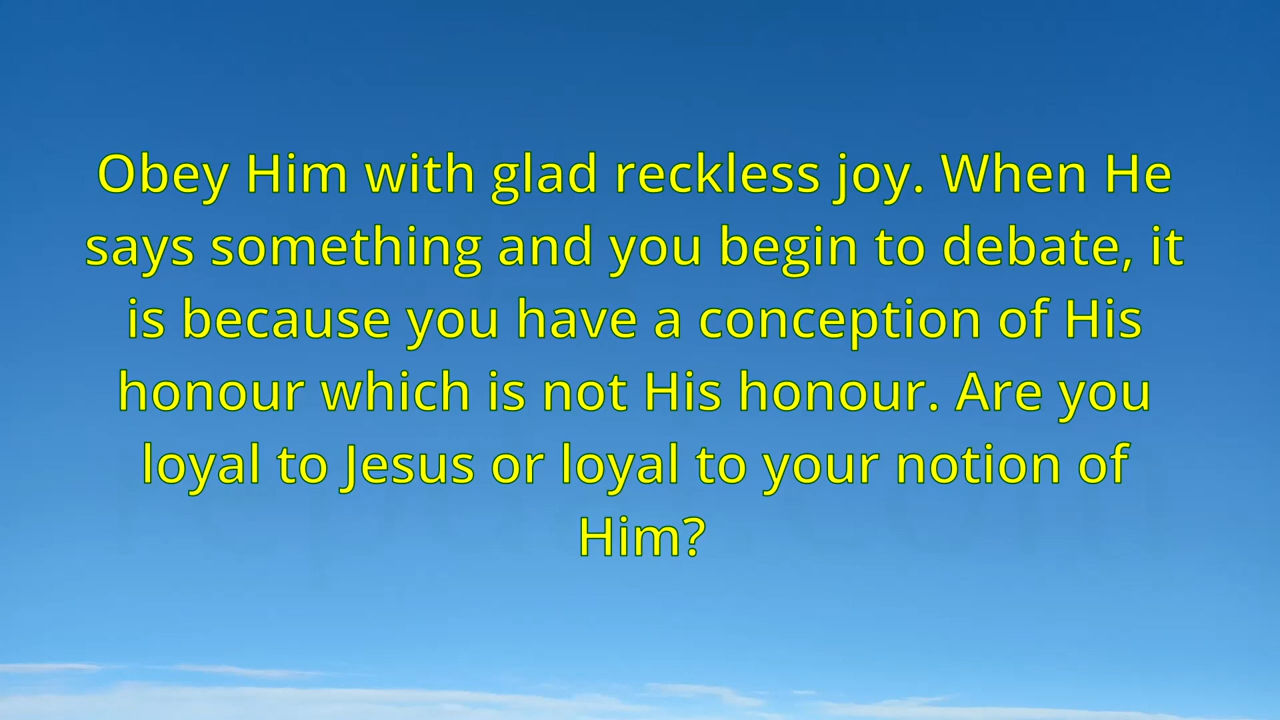 Obey Him with glad reckless joy. When He
says something and you begin to debate, it
is because you have a conception of His
honour which is not His honour. Are you
loyal to Jesus or loyal to your notion of
Him?